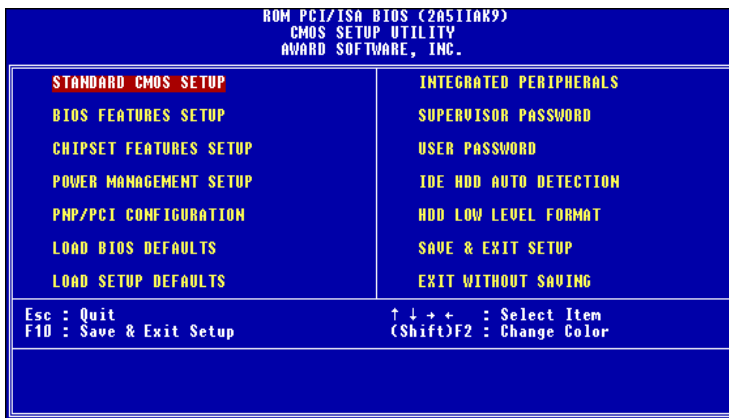 ROM PCI/ISA BIOS (2A5IIAK9)
CMOS SETUP UTILITY
AWARD SOFTWARE, INC.
STANDARD CMOS SETUP
BIOS FEATURES SETUP
CHIPSET FEATURES SETUP
POWER MANAGEMENT SETUP
PNP/PCI CONFIGURATION
LOAD BIOS DEFAULTS
LOAD SETUP DEFAULTS
INTEGRATED PERIPHERALS
SUPERVISOR PASSWORD
USER PASSWORD
IDE HDD AUTO DETECTION
HDD LOW LEVEL FORMAT
SAVE & EXIT SETUP
EXIT WITHOUT SAVING
Esc : Quit
F10 : Save & Exit Setup
↑ ↓ → ← : Select Item
(Shift)F2 : Change Color